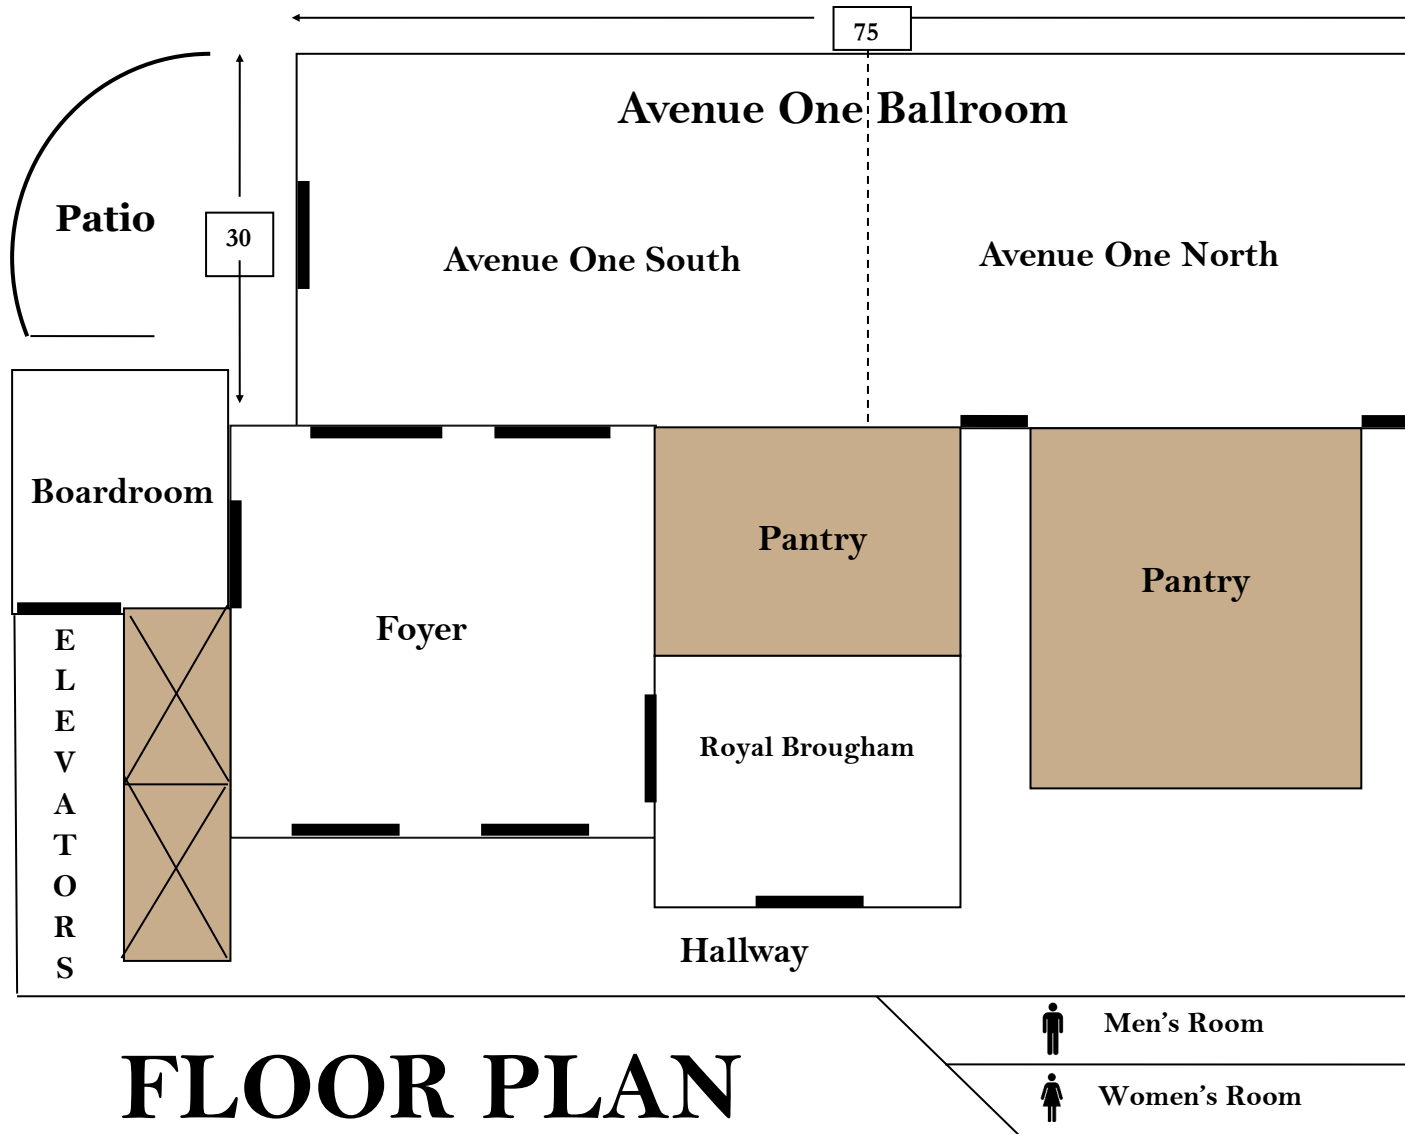 75
Avenue One Ballroom
Patio
30
Avenue One South
Avenue One North
Boardroom
Pantry
Pantry
Foyer
ELEVATORS
Royal Brougham
Hallway
Men’s Room
FLOOR PLAN
Women’s Room